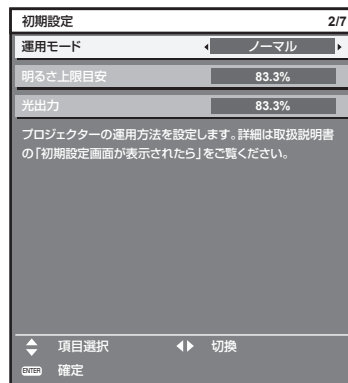 初期設定 2/7
運用モード ノーマル
明るさ上限目安 83.3%
光出力 83.3%
プロジェクターの運用方法を設定します。詳細は取扱説明書
の「初期設定画面が表示されたら」をご覧ください。
項目選択 切換
ENTER 確定